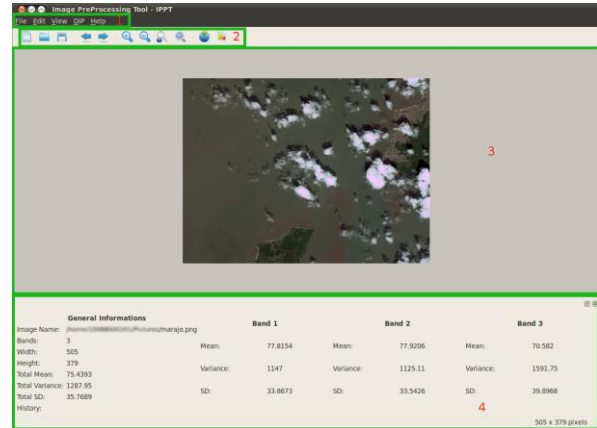 Image PreProcessing Tool - IPPT
File Edit View DIP Help 1
2
3
General Informations
Image Name: marajo.png
Bands: 3
Width: 505
Height: 379
Total Mean: 75.4393
Total Variance: 1287.95
Total SD: 35.7689
History:
Band 1
Mean: 77.8154
Variance: 1147
SD: 33.8673
Band 2
Mean: 77.9206
Variance: 1125.11
SD: 33.5426
Band 3
Mean: 70.582
Variance: 1591.75
SD: 39.8968
4
505 x 379 pixels